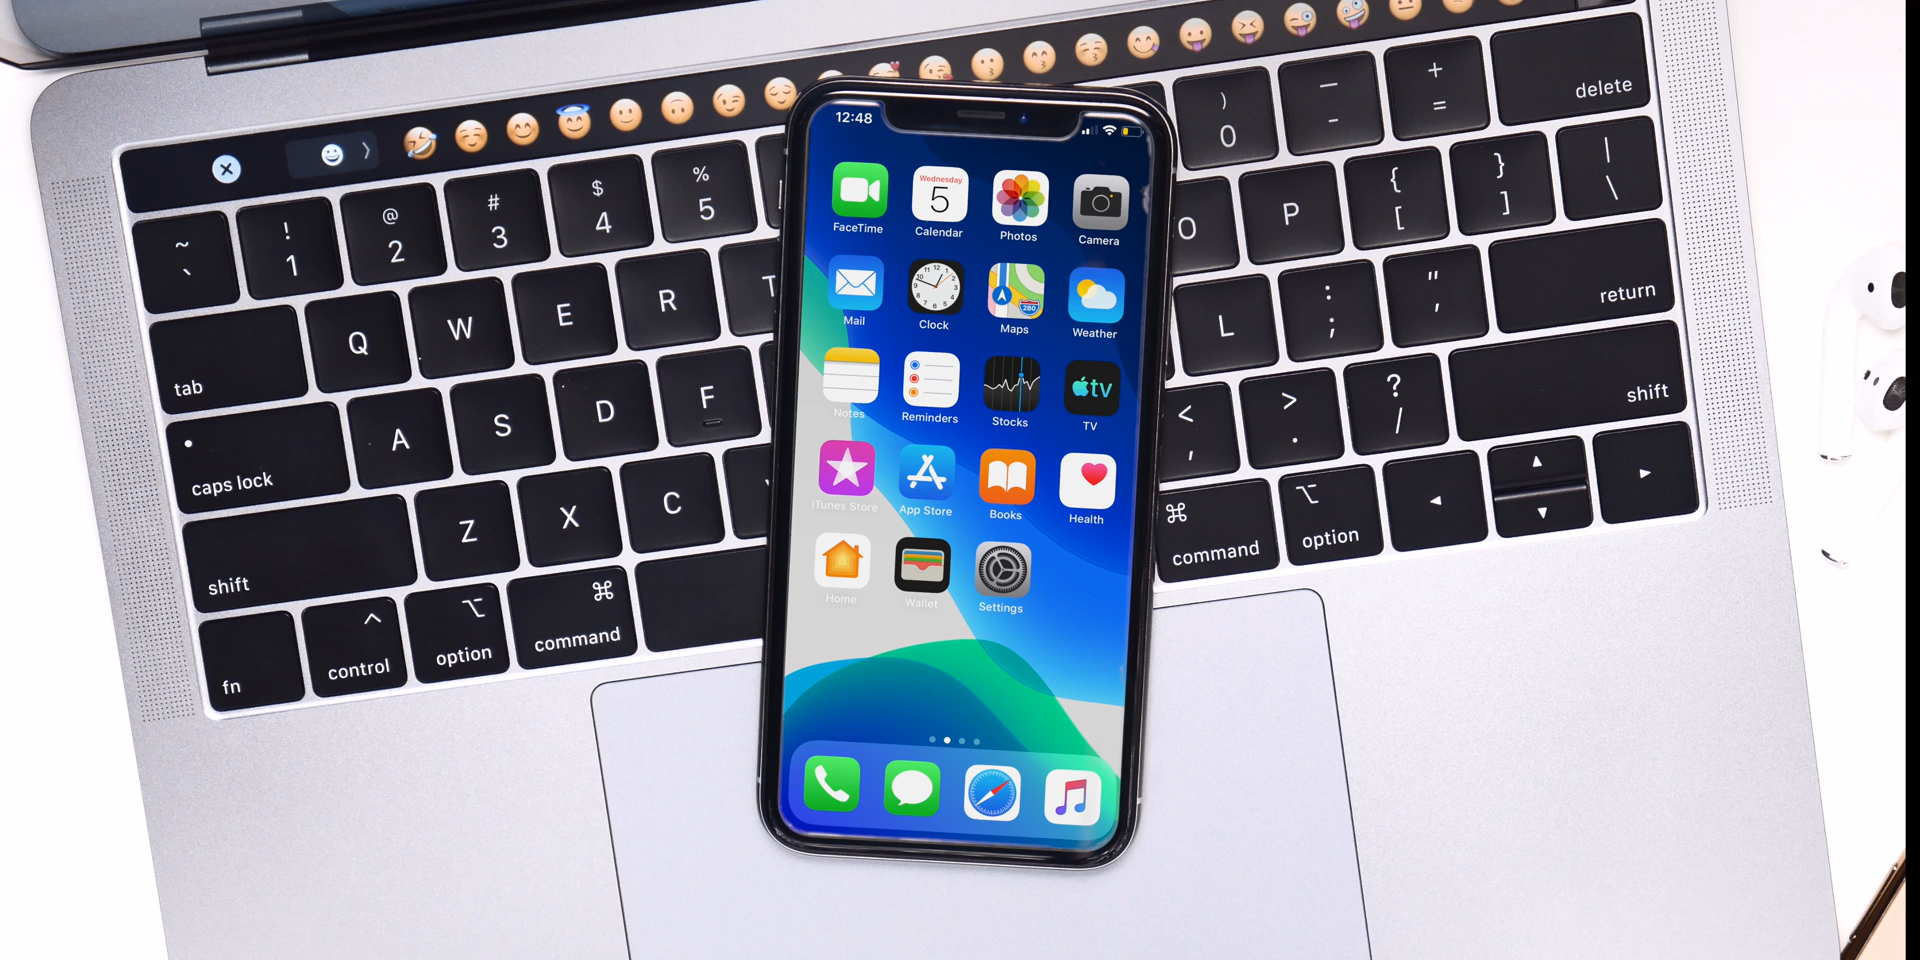 ~
`
!
1
@
2
#
3
$
4
%
5
)
0
—
-
+
=
delete
tab
Q
W
E
R
T
O
P
{
[
}
]
|
\
caps lock
A
S
D
F
L
:
;
"
'
return
shift
Z
X
C
<
,
>
.
?
/
shift
fn
^
control
⌥
option
⌘
command
⌘
command
⌥
option
12:48
FaceTime
Wednesday
5
Calendar
Photos
Camera
Mail
Clock
280
Maps
Weather
Notes
Reminders
Stocks
tv
TV
iTunes Store
App Store
Books
Health
Home
Wallet
Settings